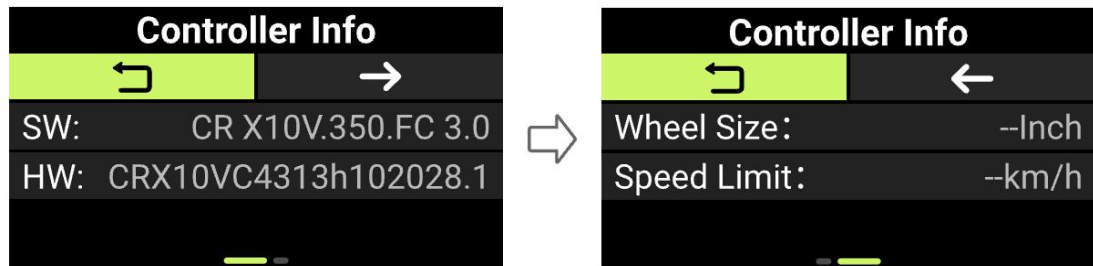 Controller Info
SW: CR X10V.350.FC 3.0
HW: CRX10VC4313h102028.1
Controller Info
Wheel Size: --Inch
Speed Limit: --km/h